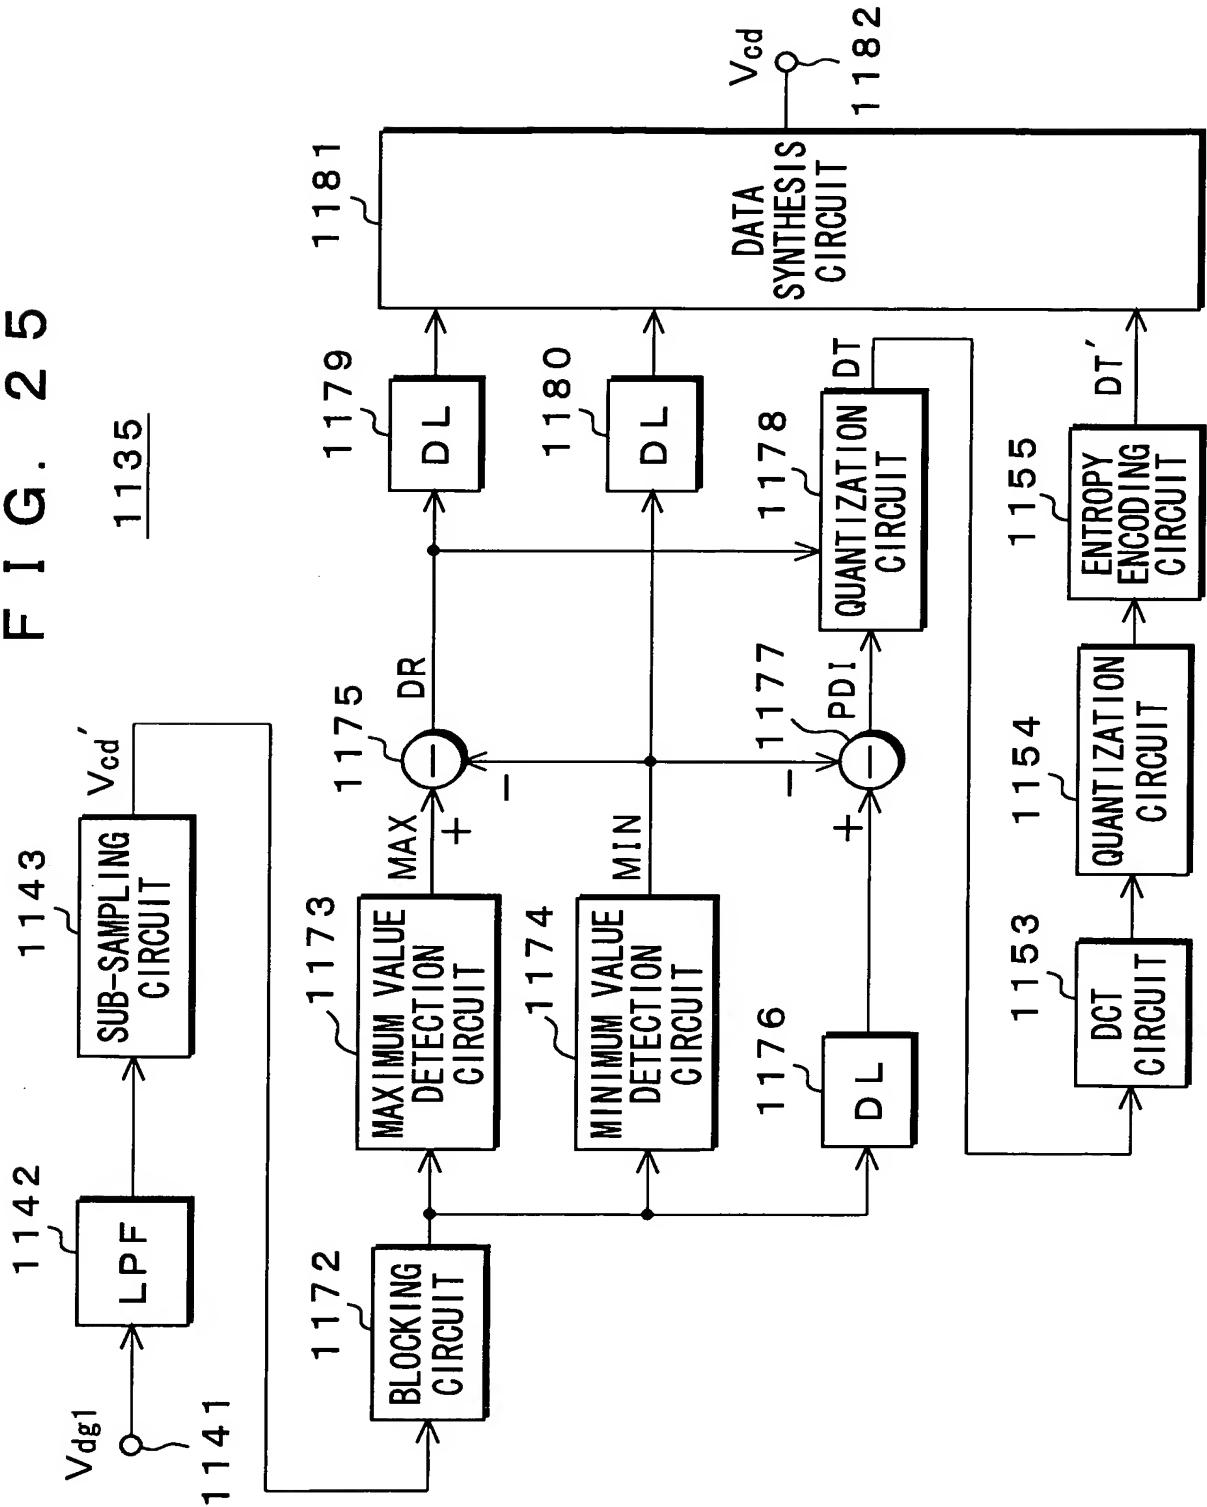 F I G. 25
1135
Vdg1
1141
1142
LPF
1143
SUB-SAMPLING
CIRCUIT
Vcd'
1172
BLOCKING
CIRCUIT
1173
MAXIMUM VALUE
DETECTION
CIRCUIT
MAX
+
−
1175
−
DR
1179
DL
1174
MINIMUM VALUE
DETECTION
CIRCUIT
MIN
1180
DL
1176
DL
+
−
1177
−
PDI
1178
QUANTIZATION
CIRCUIT
DT
1153
DCT
CIRCUIT
1154
QUANTIZATION
CIRCUIT
1155
ENTROPY
ENCODING
CIRCUIT
DT'
1181
DATA
SYNTHESIS
CIRCUIT
Vcd
1182